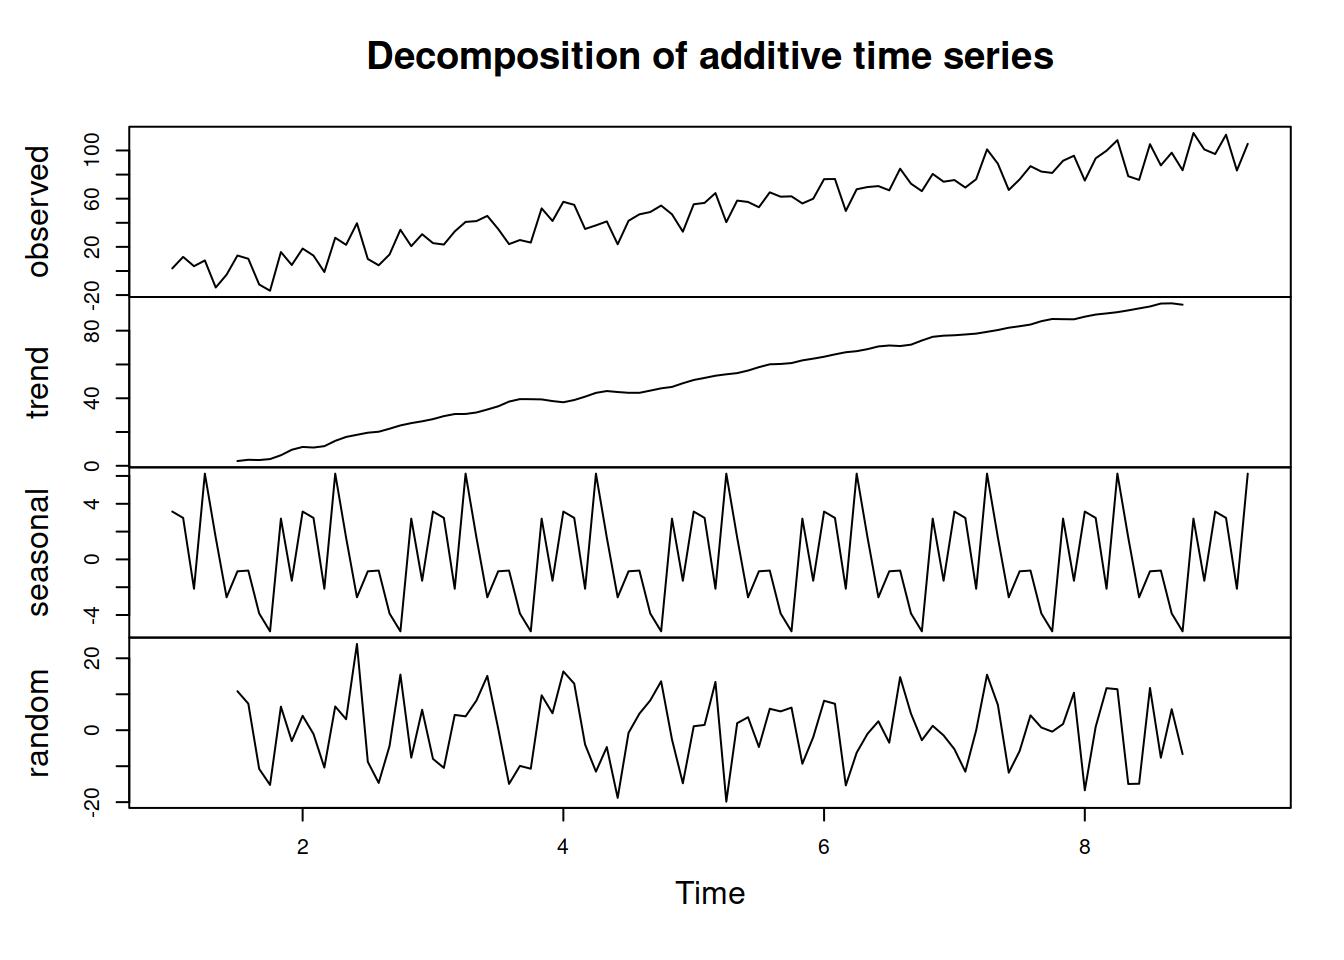 Decomposition of additive time series
observed
-20 20 60 100
trend
0 40 80
seasonal
-4 0 4
random
-20 0 20
2 4 6 8
Time